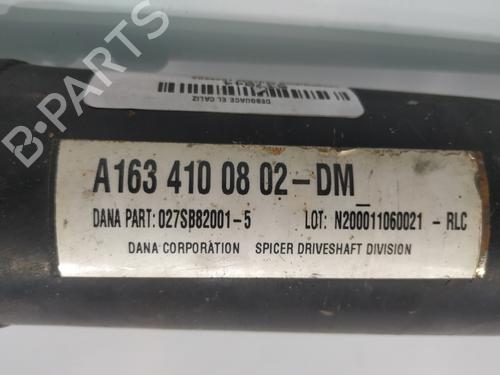 DESGUACE EL CALIZ
B-PARTS
A163 410 08 02-DM
DANA PART: 027SB82001-5 LOT: N200011060021 - RLC
DANA CORPORATION SPICER DRIVESHAFT DIVISION